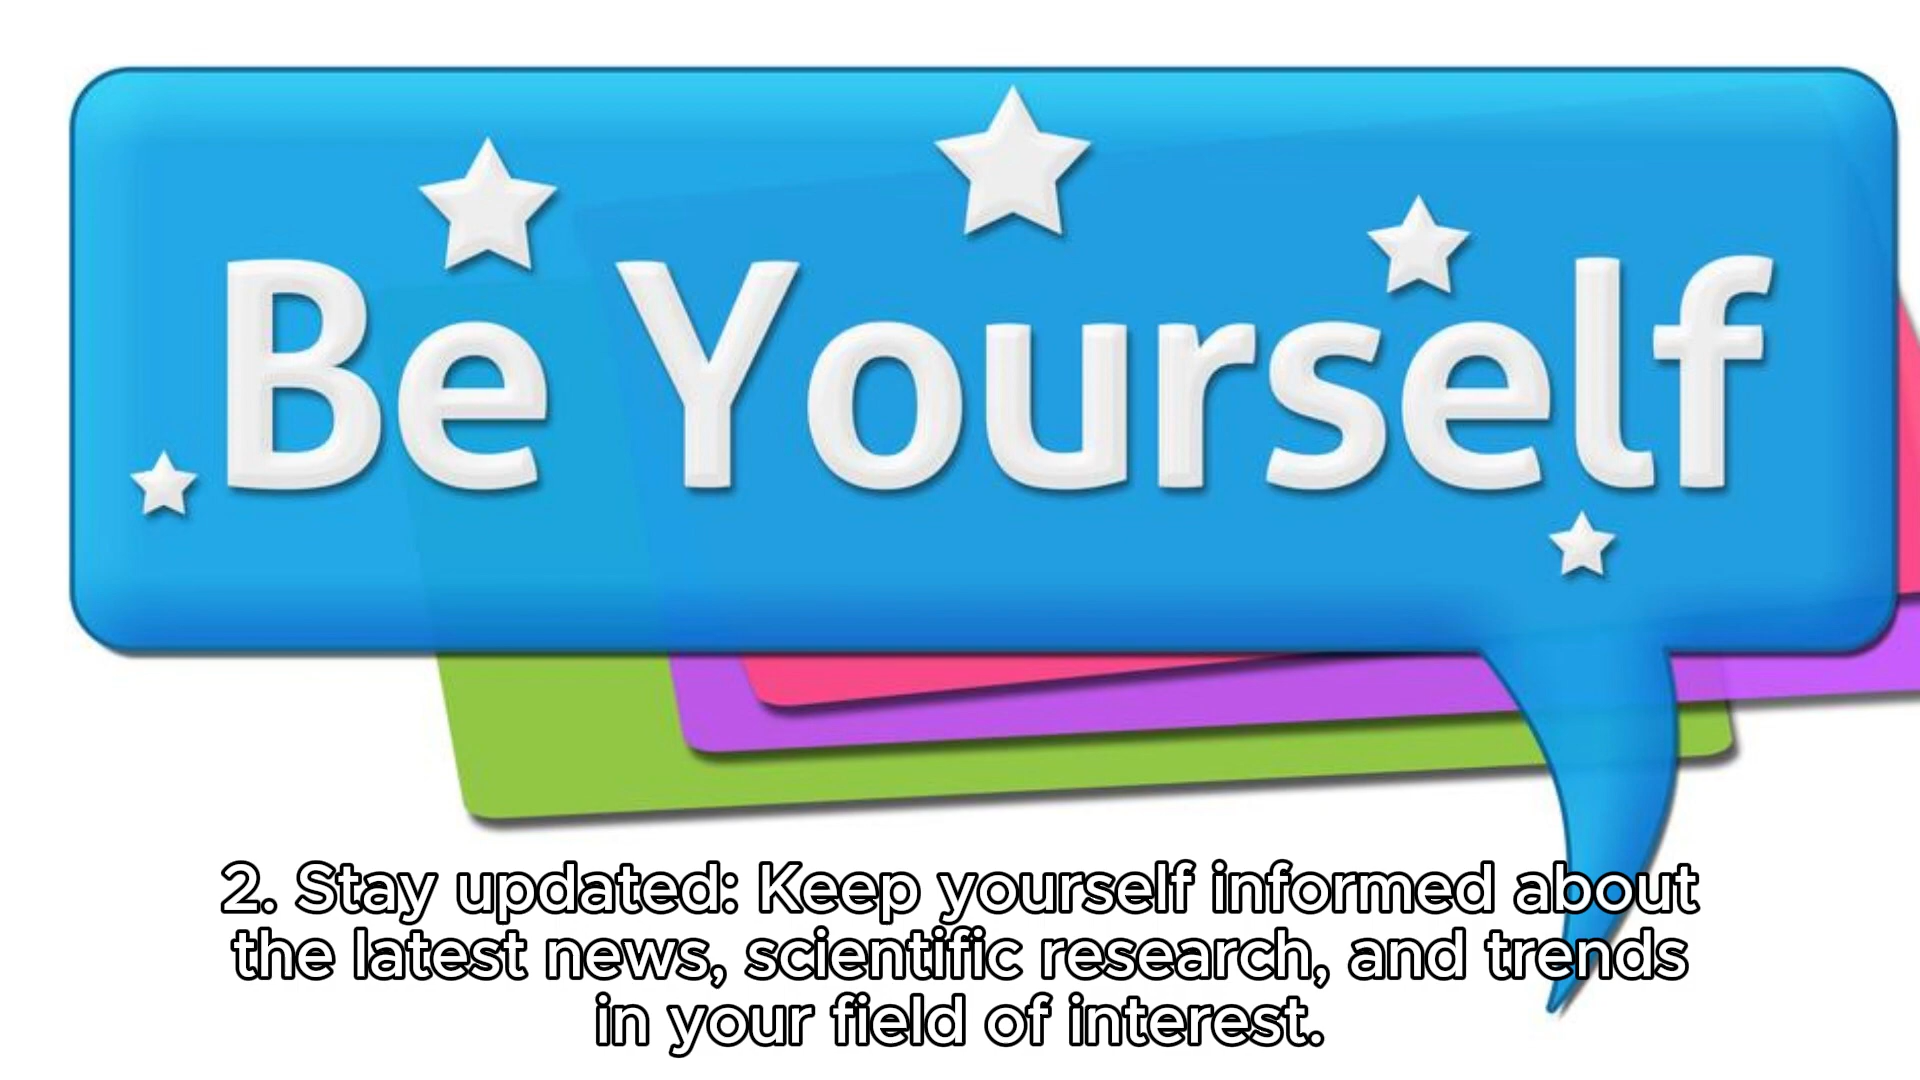 Be Yourself
2. Stay updated: Keep yourself informed about
the latest news, scientific research, and trends
in your field of interest.